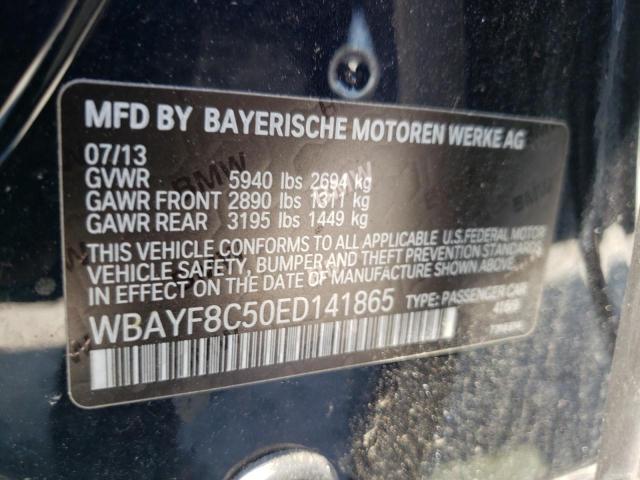 MFD BY BAYERISCHE MOTOREN WERKE AG
07/13
GVWR 5940 lbs 2694 kg
GAWR FRONT 2890 lbs 1311 kg
GAWR REAR 3195 lbs 1449 kg
THIS VEHICLE CONFORMS TO ALL APPLICABLE U.S.FEDERAL MOTOR
VEHICLE SAFETY, BUMPER AND THEFT PREVENTION STANDARDS
IN EFFECT ON THE DATE OF MANUFACTURE SHOWN ABOVE.
WBAYF8C50ED141865 TYPE: PASSENGER CAR